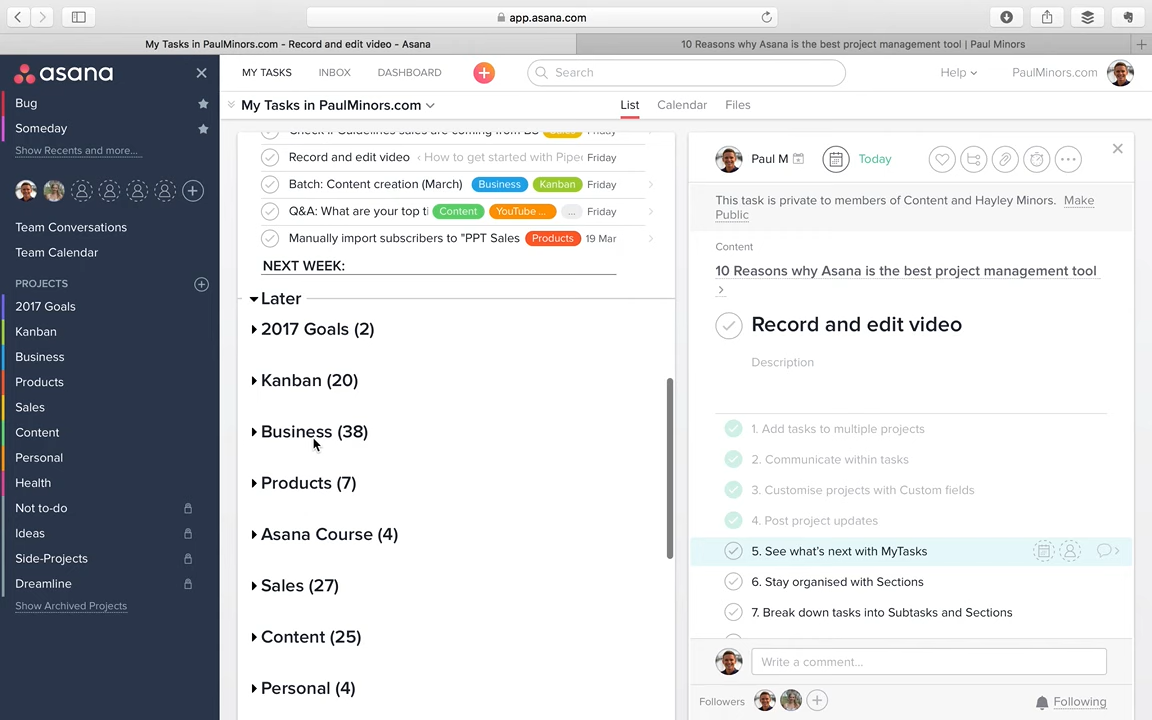 app.asana.com
My Tasks in PaulMinors.com - Record and edit video - Asana
10 Reasons why Asana is the best project management tool | Paul Minors
asana
MY TASKS
INBOX
DASHBOARD
Search
Help
PaulMinors.com
Bug
Someday
Show Recents and more...
Team Conversations
Team Calendar
PROJECTS
2017 Goals
Kanban
Business
Products
Sales
Content
Personal
Health
Not to-do
Ideas
Side-Projects
Dreamline
Show Archived Projects
My Tasks in PaulMinors.com
List
Calendar
Files
Check if Guidelines sales are coming from BS Sales Friday
Record and edit video ‹ How to get started with Pipe Friday
Batch: Content creation (March) Business Kanban Friday
Q&A: What are your top ti Content YouTube ... ... Friday
Manually import subscribers to "PPT Sales Products 19 Mar
NEXT WEEK:
Later
2017 Goals (2)
Kanban (20)
Business (38)
Products (7)
Asana Course (4)
Sales (27)
Content (25)
Personal (4)
Paul M
Today
This task is private to members of Content and Hayley Minors. Make
Public
Content
10 Reasons why Asana is the best project management tool
›
Record and edit video
Description
1. Add tasks to multiple projects
2. Communicate within tasks
3. Customise projects with Custom fields
4. Post project updates
5. See what's next with MyTasks
6. Stay organised with Sections
7. Break down tasks into Subtasks and Sections
Write a comment...
Followers
Following